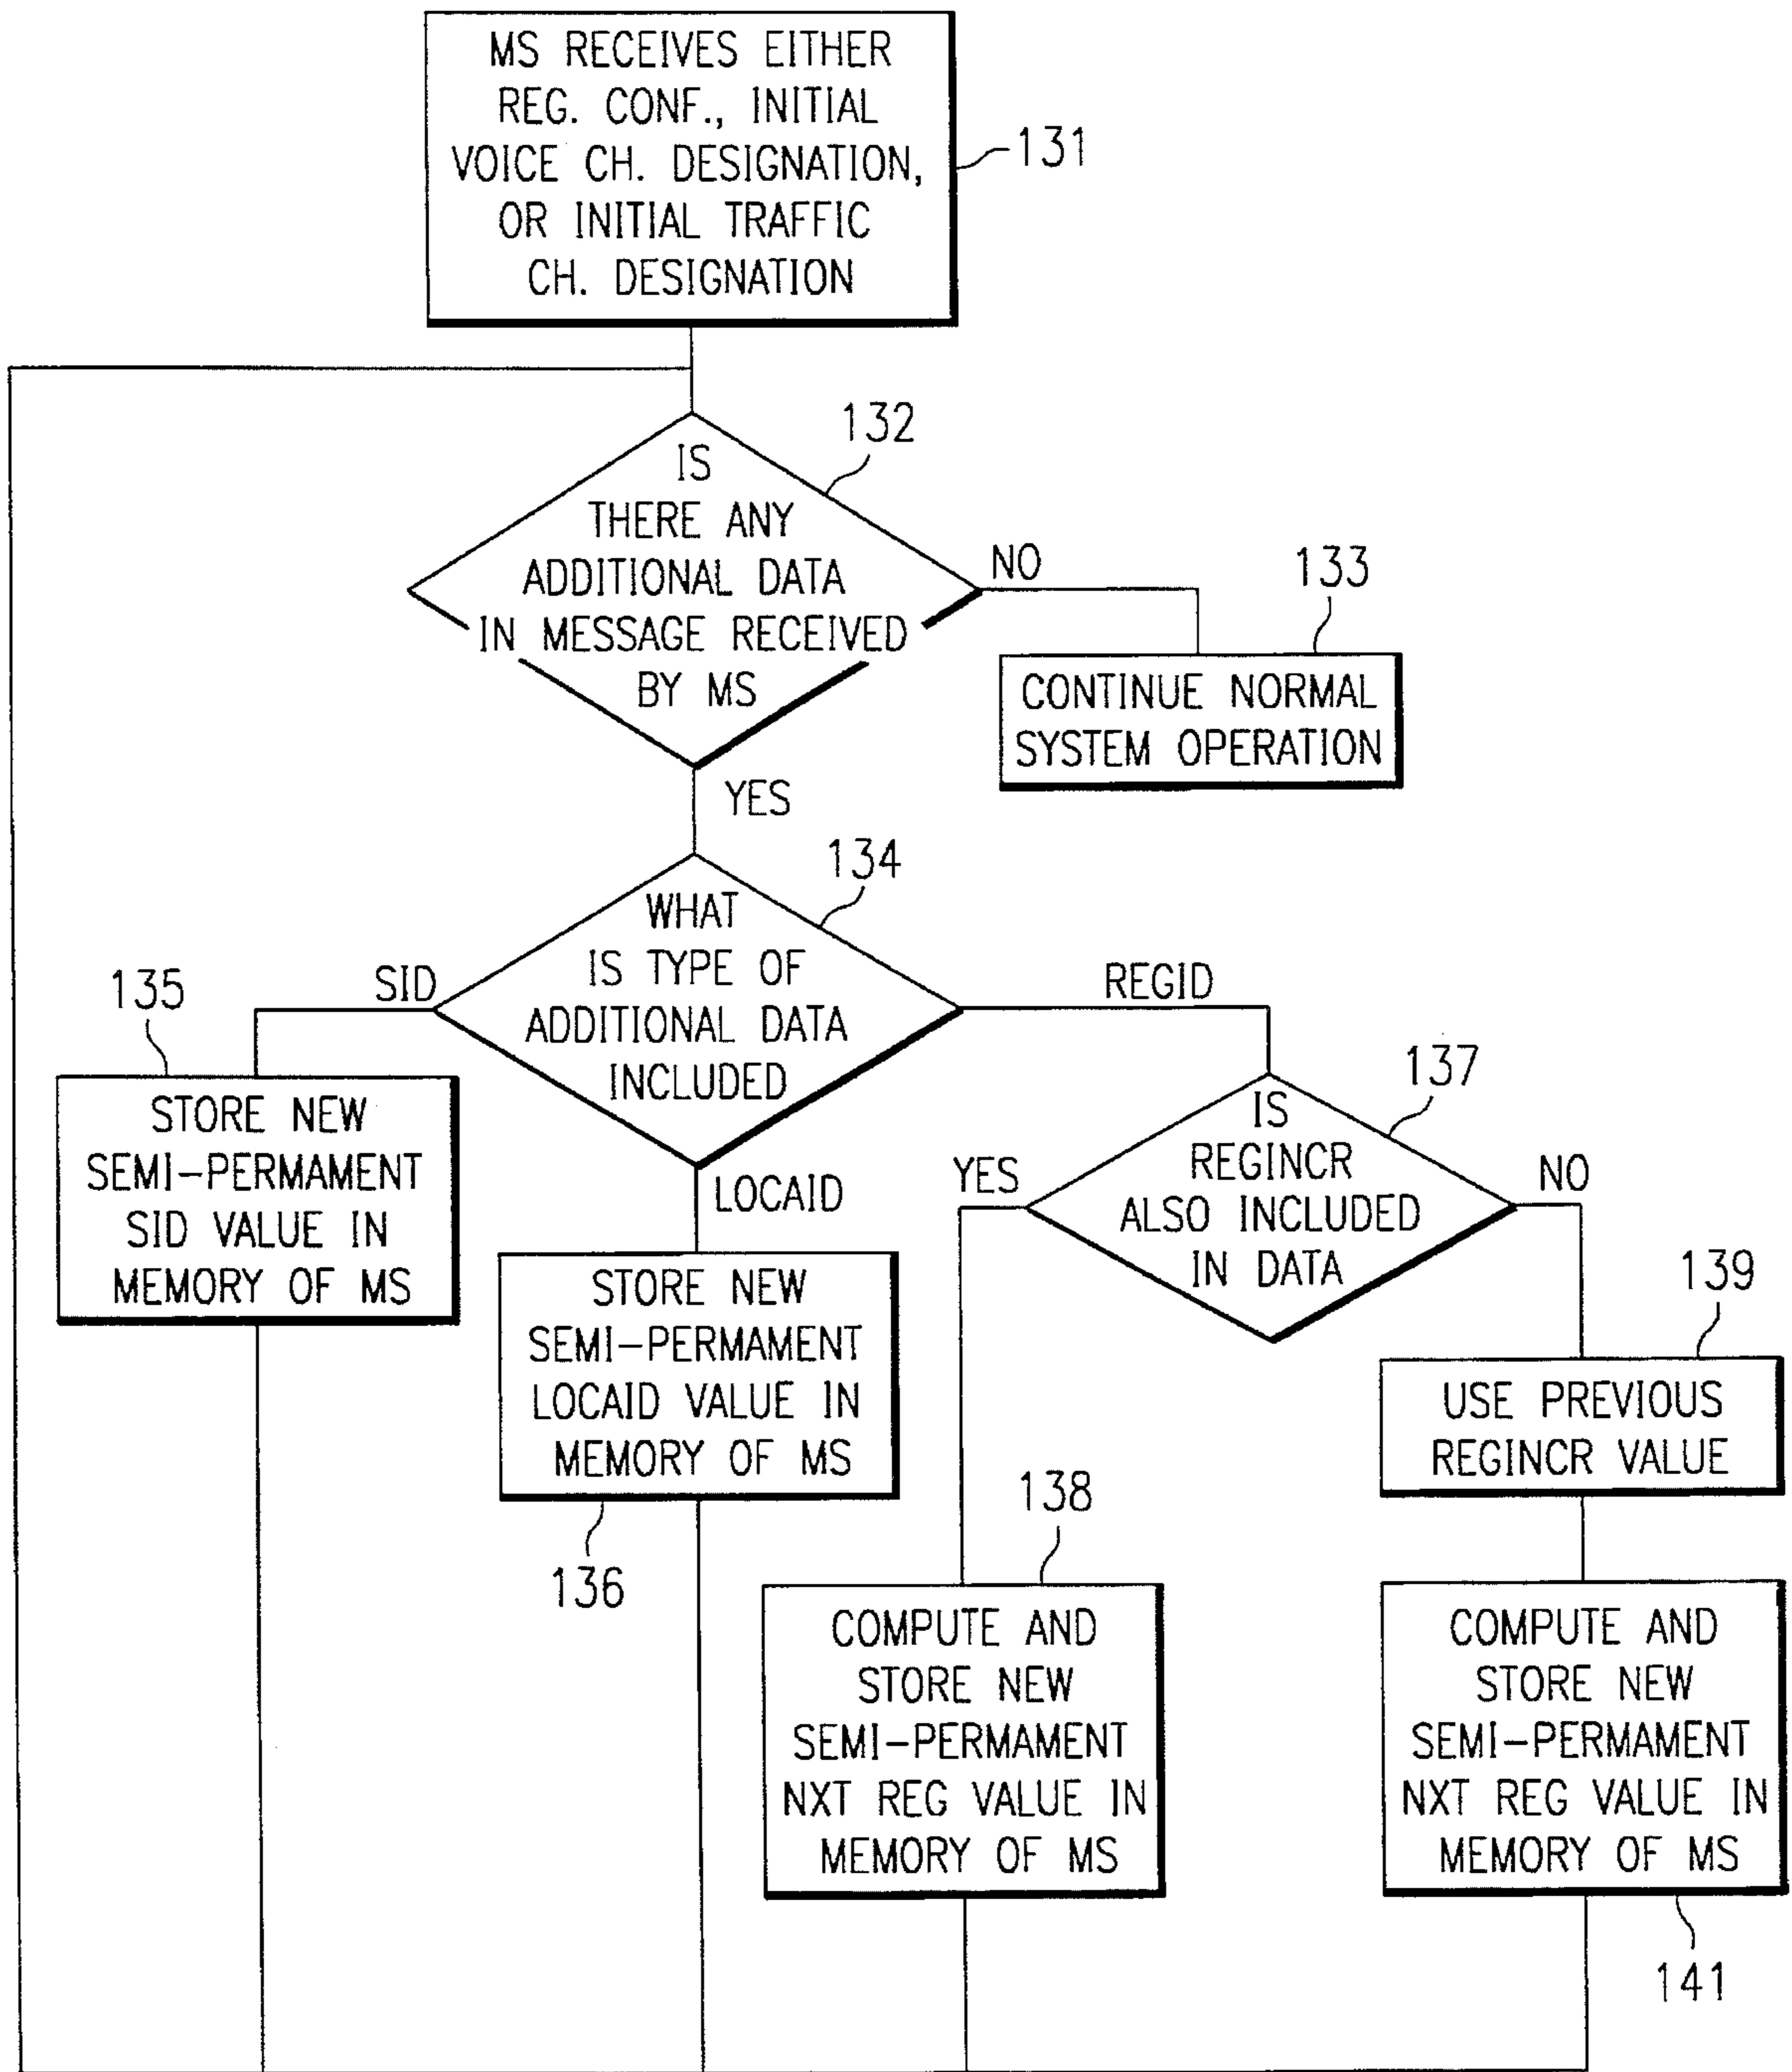 MS RECEIVES EITHER
REG. CONF., INITIAL
VOICE CH. DESIGNATION,
OR INITIAL TRAFFIC
CH. DESIGNATION
131
132
IS
THERE ANY
ADDITIONAL DATA
IN MESSAGE RECEIVED
BY MS
NO
133
CONTINUE NORMAL
SYSTEM OPERATION
YES
134
WHAT
IS TYPE OF
ADDITIONAL DATA
INCLUDED
SID
REGID
LOCAID
135
STORE NEW
SEMI-PERMAMENT
SID VALUE IN
MEMORY OF MS
STORE NEW
SEMI-PERMAMENT
LOCAID VALUE IN
MEMORY OF MS
136
137
IS
REGINCR
ALSO INCLUDED
IN DATA
YES
NO
138
COMPUTE AND
STORE NEW
SEMI-PERMAMENT
NXT REG VALUE IN
MEMORY OF MS
139
USE PREVIOUS
REGINCR VALUE
COMPUTE AND
STORE NEW
SEMI-PERMAMENT
NXT REG VALUE IN
MEMORY OF MS
141